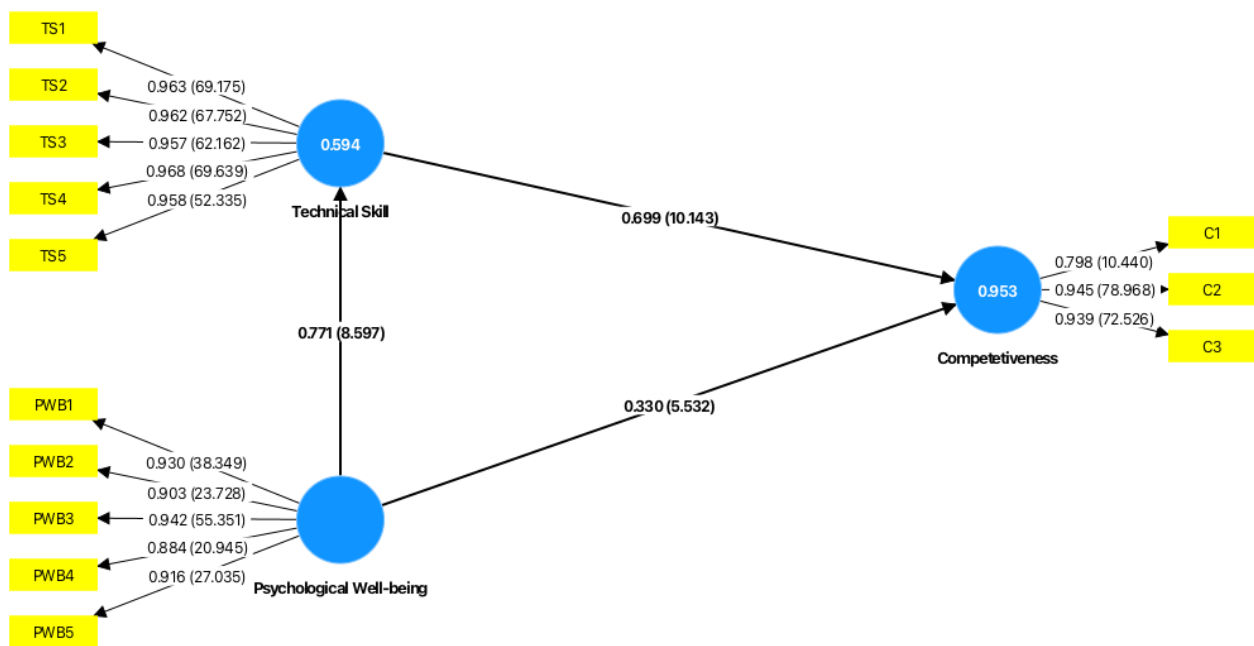 TS1
TS2
TS3
TS4
TS5
0.963 (69.175)
0.962 (67.752)
0.957 (62.162)
0.968 (69.639)
0.958 (52.335)
0.594
Technical Skill
0.699 (10.143)
0.771 (8.597)
0.330 (5.532)
0.953
Competetiveness
0.798 (10.440)
0.945 (78.968)
0.939 (72.526)
C1
C2
C3
PWB1
PWB2
PWB3
PWB4
PWB5
0.930 (38.349)
0.903 (23.728)
0.942 (55.351)
0.884 (20.945)
0.916 (27.035)
Psychological Well-being